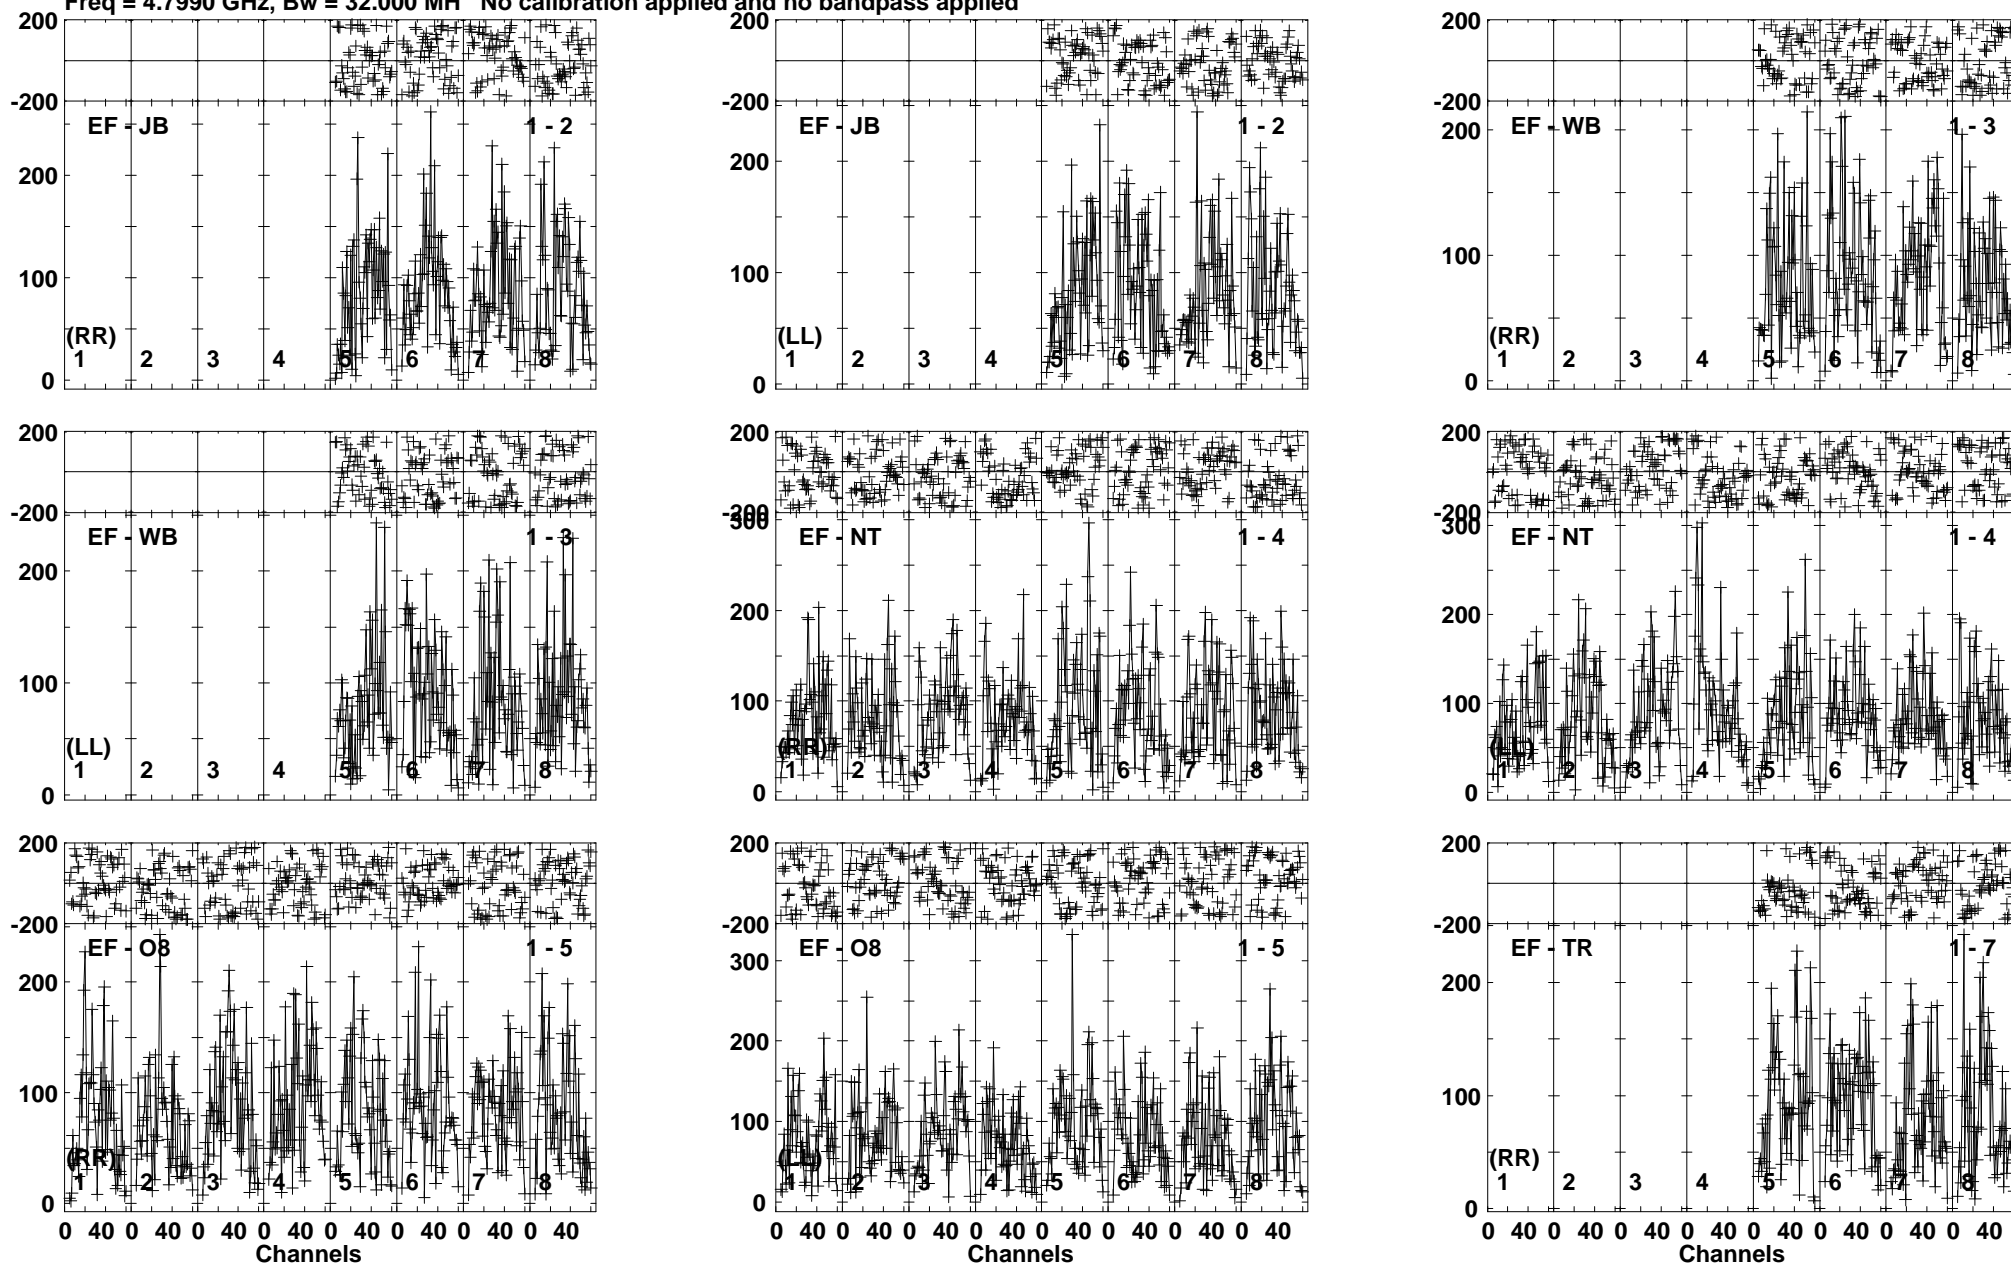 Freq = 4.7990 GHz, Bw = 32.000 MH No calibration applied and no bandpass applied
200 200 200
-200 -200 -200
EF - JB 1 - 2 EF - JB 1 - 2 EF - WB 1 - 3
200 200 200
100 100 100
(RR) (LL) (RR)
1 2 3 4 5 6 7 8 1 2 3 4 5 6 7 8 1 2 3 4 5 6 7 8
0 0 0
200 200 200
-200 -200 -200
300 300
EF - WB 1 - 3 EF - NT 1 - 4 EF - NT 1 - 4
200 200 200
100 100 100
(LL) (RR) (LL)
1 2 3 4 5 6 7 8 1 2 3 4 5 6 7 8 1 2 3 4 5 6 7 8
0 0 0
200 200 200
-200 -200 -200
EF - O8 1 - 5 EF - O8 1 - 5 EF - TR 1 - 7
200 300 200
200
100 100 100
(RR) (LL) (RR)
1 2 3 4 5 6 7 8 1 2 3 4 5 6 7 8 1 2 3 4 5 6 7 8
0 0 0
0 40 0 40 0 40 0 40 0 40 0 40 0 40 0 40 0 40 0 40 0 40 0 40 0 40 0 40 0 40 0 40 0 40 0 40 0 40 0 40 0 40 0 40 0 40 0 40
Channels Channels Channels